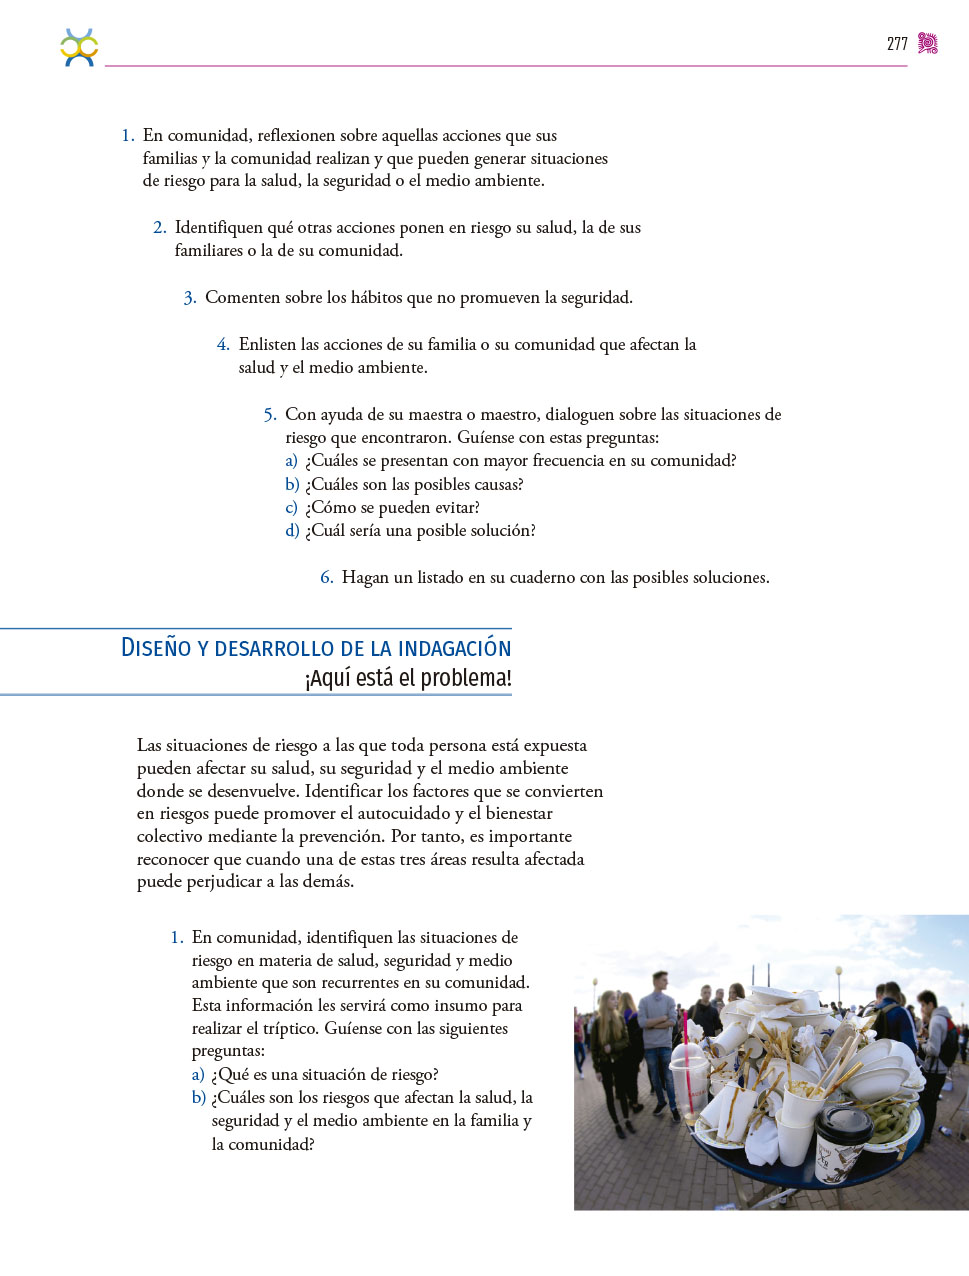 277
1. En comunidad, reflexionen sobre aquellas acciones que sus
familias y la comunidad realizan y que pueden generar situaciones
de riesgo para la salud, la seguridad o el medio ambiente.
2. Identifiquen qué otras acciones ponen en riesgo su salud, la de sus
familiares o la de su comunidad.
3. Comenten sobre los hábitos que no promueven la seguridad.
4. Enlisten las acciones de su familia o su comunidad que afectan la
salud y el medio ambiente.
5. Con ayuda de su maestra o maestro, dialoguen sobre las situaciones de
riesgo que encontraron. Guíense con estas preguntas:
a) ¿Cuáles se presentan con mayor frecuencia en su comunidad?
b) ¿Cuáles son las posibles causas?
c) ¿Cómo se pueden evitar?
d) ¿Cuál sería una posible solución?
6. Hagan un listado en su cuaderno con las posibles soluciones.
Diseño y desarrollo de la indagación
¡Aquí está el problema!
Las situaciones de riesgo a las que toda persona está expuesta
pueden afectar su salud, su seguridad y el medio ambiente
donde se desenvuelve. Identificar los factores que se convierten
en riesgos puede promover el autocuidado y el bienestar
colectivo mediante la prevención. Por tanto, es importante
reconocer que cuando una de estas tres áreas resulta afectada
puede perjudicar a las demás.
1. En comunidad, identifiquen las situaciones de
riesgo en materia de salud, seguridad y medio
ambiente que son recurrentes en su comunidad.
Esta información les servirá como insumo para
realizar el tríptico. Guíense con las siguientes
preguntas:
a) ¿Qué es una situación de riesgo?
b) ¿Cuáles son los riesgos que afectan la salud, la
seguridad y el medio ambiente en la familia y
la comunidad?